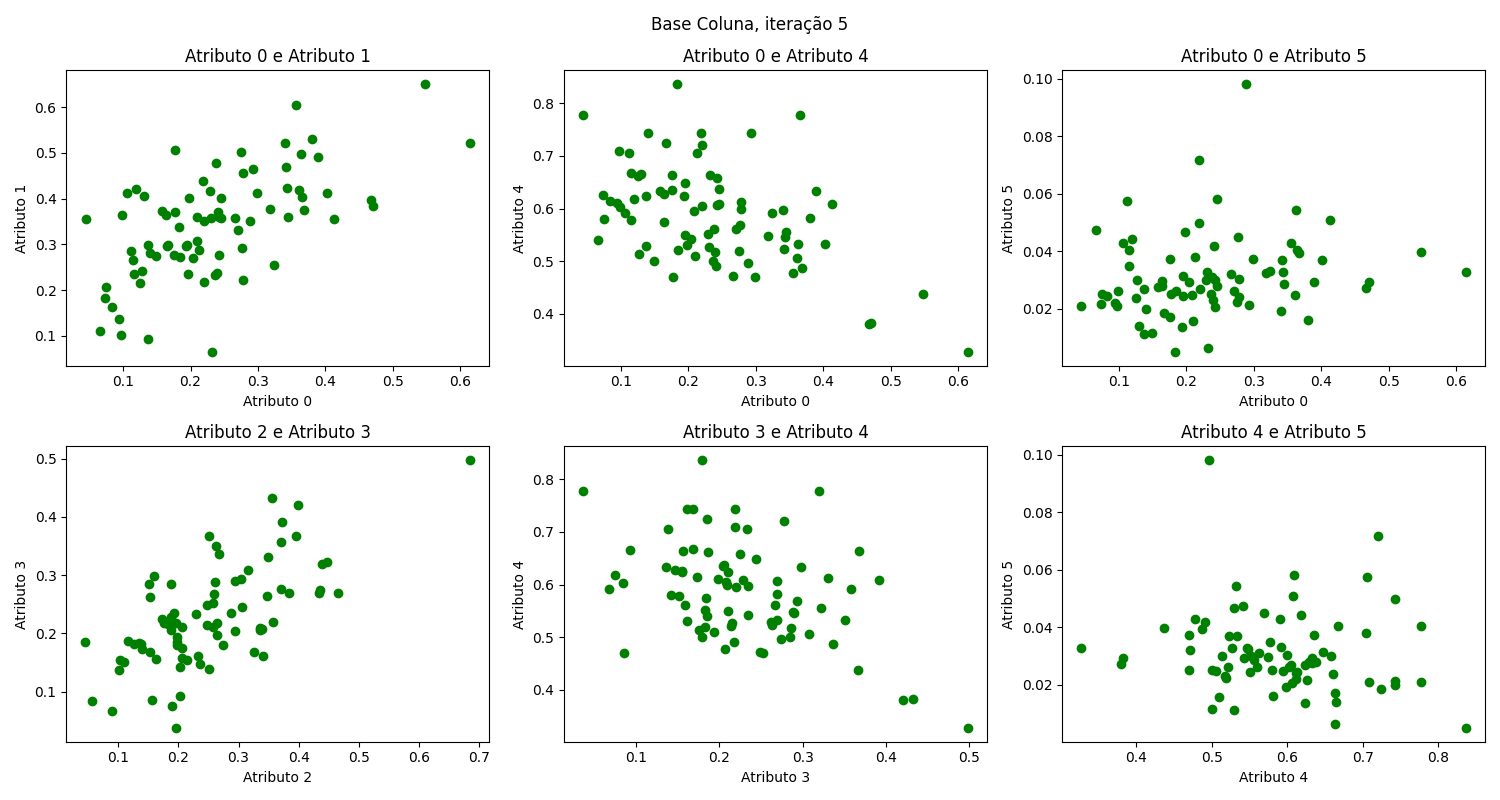 Base Coluna, iteração 5
Atributo 0 e Atributo 1
Atributo 1
0.6
0.5
0.4
0.3
0.2
0.1
0.1 0.2 0.3 0.4 0.5 0.6
Atributo 0
Atributo 0 e Atributo 4
Atributo 4
0.8
0.7
0.6
0.5
0.4
0.1 0.2 0.3 0.4 0.5 0.6
Atributo 0
Atributo 0 e Atributo 5
Atributo 5
0.10
0.08
0.06
0.04
0.02
0.1 0.2 0.3 0.4 0.5 0.6
Atributo 0
Atributo 2 e Atributo 3
Atributo 3
0.5
0.4
0.3
0.2
0.1
0.1 0.2 0.3 0.4 0.5 0.6 0.7
Atributo 2
Atributo 3 e Atributo 4
Atributo 4
0.8
0.7
0.6
0.5
0.4
0.1 0.2 0.3 0.4 0.5
Atributo 3
Atributo 4 e Atributo 5
Atributo 5
0.10
0.08
0.06
0.04
0.02
0.4 0.5 0.6 0.7 0.8
Atributo 4